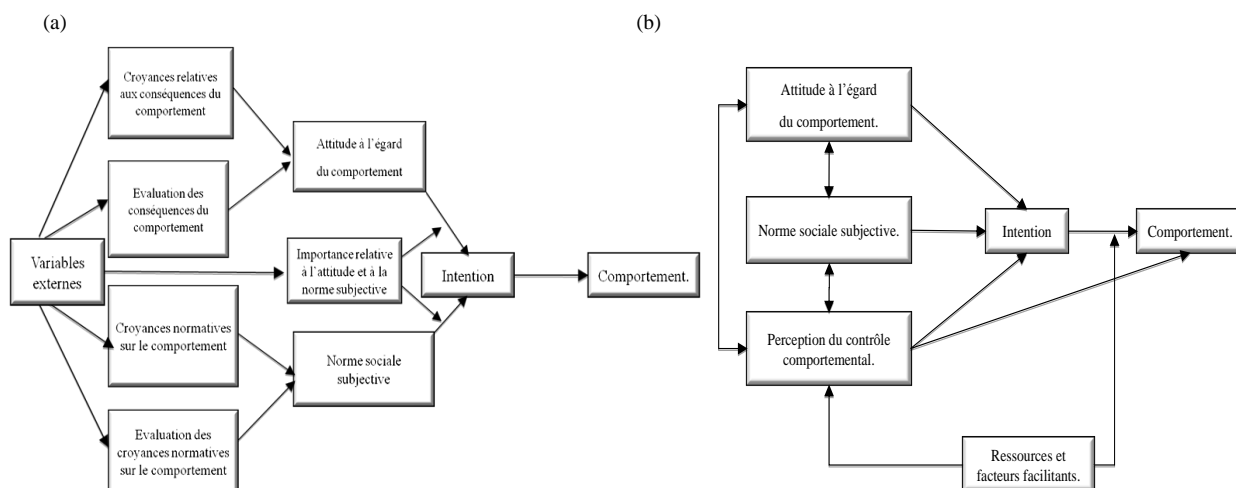 (a)
Croyances relatives
aux conséquences du
comportement
Evaluation des
conséquences du
comportement
Variables
externes
Croyances normatives
sur le comportement
Evaluation des
croyances normatives
sur le comportement
Attitude à l'égard
du comportement
Importance relative
à l'attitude et à la
norme subjective
Norme sociale
subjective
Intention
Comportement.
(b)
Attitude à l'égard
du comportement.
Norme sociale subjective.
Perception du contrôle
comportemental.
Intention
Comportement.
Ressources et
facteurs facilitants.